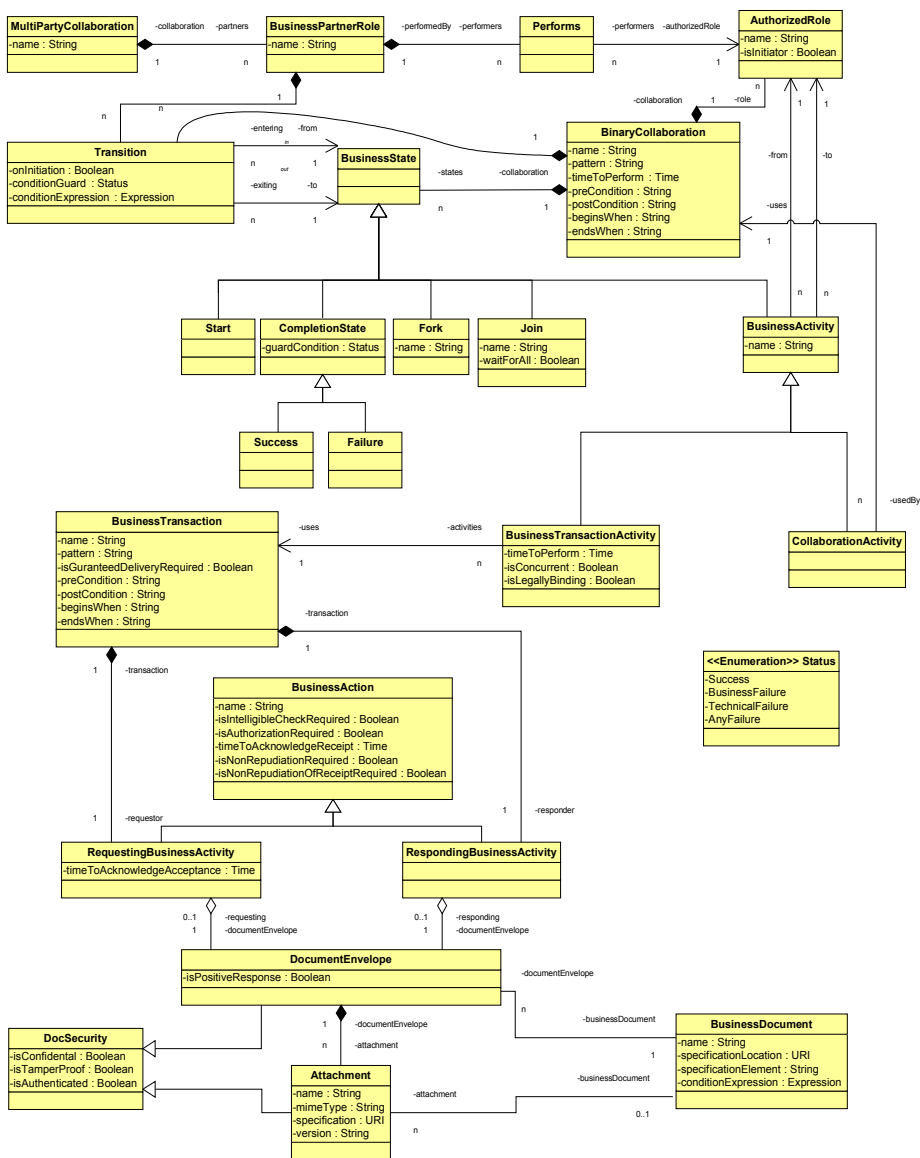 MultiPartyCollaboration
-name : String
-collaboration
-partners
1
n
BusinessPartnerRole
-name : String
-perfomedBy
-performers
1
n
Performs
-performers
-authorizedRole
n
1
AuthorizedRole
-name : String
-isInitiator : Boolean
1
n
n
-collaboration
1
-role
n
1
BinaryCollaboration
-name : String
-pattern : String
-timeToPerform : Time
-preCondition : String
-postCondition : String
-beginsWhen : String
-endsWhen : String
1
1
-from
-to
Transition
-onInitiation : Boolean
-conditionGuard : Status
-conditionExpression : Expression
-entering
-from
in
n
1
out
-exiting
-to
n
1
BusinessState
-states
-collaboration
n
1
-uses
1
n
n
Start
CompletionState
-guardCondition : Status
Fork
-name : String
Join
-name : String
-waitForAll : Boolean
BusinessActivity
-name : String
Success
Failure
n
-usedBy
BusinessTransaction
-name : String
-pattern : String
-isGuranteedDeliveryRequired : Boolean
-preCondition : String
-postCondition : String
-beginsWhen : String
-endsWhen : String
-uses
-activities
1
n
BusinessTransactionActivity
-timeToPerform : Time
-isConcurrent : Boolean
-isLegallyBinding : Boolean
CollaborationActivity
-transaction
1
1
-transaction
<<Enumeration>> Status
-Success
-BusinessFailure
-TechnicalFailure
-AnyFailure
BusinessAction
-name : String
-isIntelligibleCheckRequired : Boolean
-isAuthorizationRequired : Boolean
-timeToAcknowledgeReceipt : Time
-isNonRepudiationRequired : Boolean
-isNonRepudiationOfReceiptRequired : Boolean
1
-requestor
1
-responder
RequestingBusinessActivity
-timeToAcknowledgeAcceptance : Time
RespondingBusinessActivity
0..1
-requesting
1
-documentEnvelope
0..1
-responding
1
-documentEnvelope
DocumentEnvelope
-isPositiveResponse : Boolean
-documentEnvelope
n
-businessDocument
1
1
-documentEnvelope
n
-attachment
DocSecurity
-isConfidental : Boolean
-isTamperProof : Boolean
-isAuthenticated : Boolean
BusinessDocument
-name : String
-specificationLocation : URI
-specificationElement : String
-conditionExpression : Expression
Attachment
-name : String
-mimeType : String
-specification : URI
-version : String
-attachment
n
-businessDocument
0..1